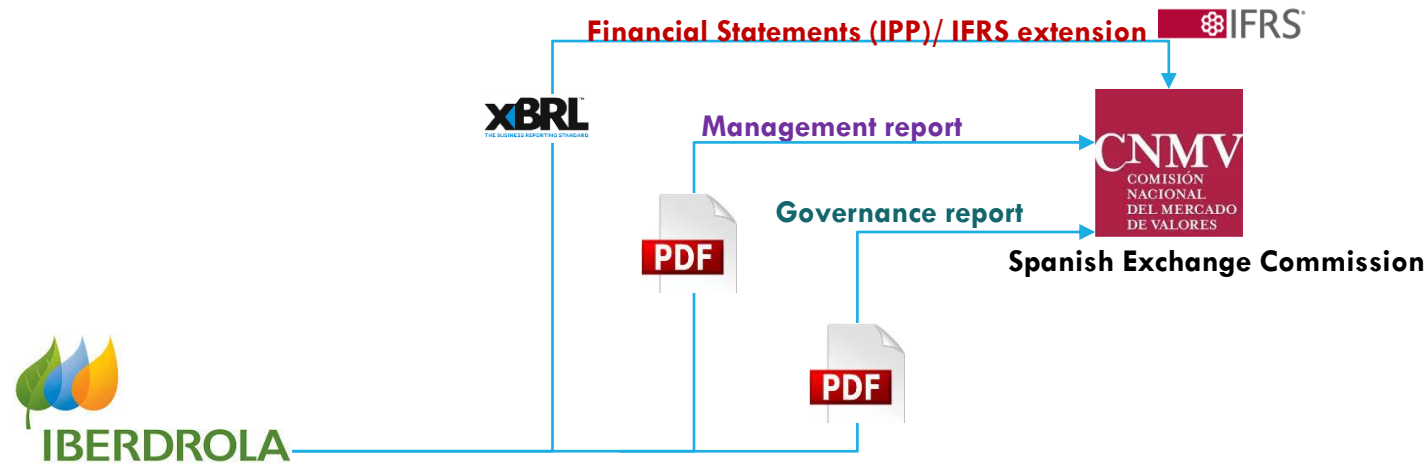 Financial Statements (IPP)/ IFRS extension
IFRS
XBRL
THE BUSINESS REPORTING STANDARD
Management report
CNMV
COMISIÓN
NACIONAL
DEL MERCADO
DE VALORES
Governance report
PDF
Spanish Exchange Commission
PDF
IBERDROLA